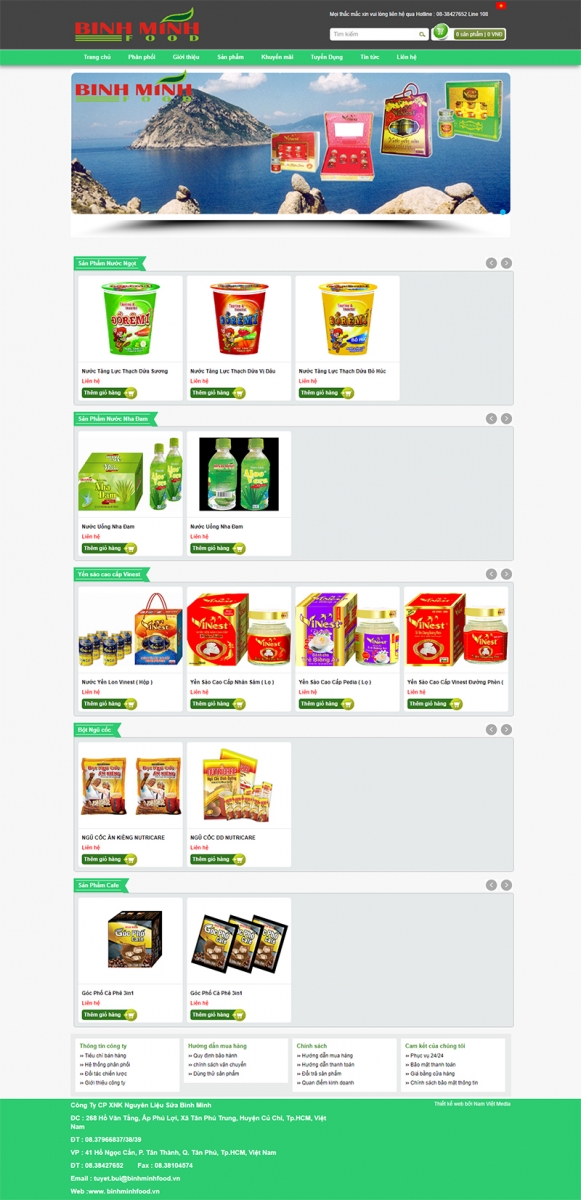 BINH MINH
FOOD
Mọi thắc mắc xin vui lòng liên hệ qua Hotline : 08-38427652 Line 108
Tìm kiếm
0 sản phẩm | 0 VNĐ
Trang chủ
Phân phối
Giới thiệu
Sản phẩm
Khuyến mãi
Tuyển Dụng
Tin tức
Liên hệ
BINH MINH
FOOD
Sản Phẩm Nước Ngọt
ĐÔRÊMÍ
ĐÔRÊMÍ
ĐÔRÊMÍ
BÒ HÚC
Nước Tăng Lực Thạch Dừa Sương
Nước Tăng Lực Thạch Dừa Vị Dâu
Nước Tăng Lực Thạch Dừa Bò Húc
Liên hệ
Liên hệ
Liên hệ
Thêm giỏ hàng
Thêm giỏ hàng
Thêm giỏ hàng
Sản Phẩm Nước Nha Đam
Nha Đam
Aloe Vera
Nước Uống Nha Đam
Nước Uống Nha Đam
Liên hệ
Liên hệ
Thêm giỏ hàng
Thêm giỏ hàng
Yến sào cao cấp Vinest
ViNest
ViNest
ViNest
Nước Yến Lon Vinest ( Hộp )
Yến Sào Cao Cấp Nhân Sâm ( Lọ )
Yến Sào Cao Cấp Pedia ( Lọ )
Yến Sào Cao Cấp Vinest Đường Phèn (
Liên hệ
Liên hệ
Liên hệ
Liên hệ
Thêm giỏ hàng
Thêm giỏ hàng
Thêm giỏ hàng
Thêm giỏ hàng
Bột Ngũ cốc
NGŨ CỐC ĂN KIÊNG NUTRICARE
NGŨ CỐC DD NUTRICARE
Liên hệ
Liên hệ
Thêm giỏ hàng
Thêm giỏ hàng
Sản Phẩm Cafe
Góc Phố
Góc Phố Cà Phê 3in1
Góc Phố Cà Phê 3in1
Liên hệ
Liên hệ
Thêm giỏ hàng
Thêm giỏ hàng
Thông tin công ty
» Tiêu chí bán hàng
» Hệ thống phân phối
» Đối tác chiến lược
» Giới thiệu công ty
Hướng dẫn mua hàng
» Quy định bảo hành
» chính sách vận chuyển
» Dùng thử sản phẩm
Chính sách
» Hướng dẫn mua hàng
» Hướng dẫn thanh toán
» Đổi trả sản phẩm
» Quan điểm kinh doanh
Cam kết của chúng tôi
» Phục vụ 24/24
» Bảo mật thanh toán
» Giá bằng cửa hàng
» Chính sách bảo mật thông tin
Công Ty CP XNK Nguyên Liệu Sữa Bình Minh
Thiết kế web bởi Nam Việt Media
DC : 268 Hồ Văn Tắng, Ấp Phú Lợi, Xã Tân Phú Trung, Huyện Củ Chi, Tp.HCM, Việt
Nam
ĐT : 08.37966837/38/39
VP : 41 Hồ Ngọc Cẩn, P. Tân Thành, Q. Tân Phú, Tp.HCM, Việt Nam
ĐT : 08.38427652 Fax : 08.38104574
Email : tuyet.bui@binhminhfood.vn
Web :www. binhminhfood.vn